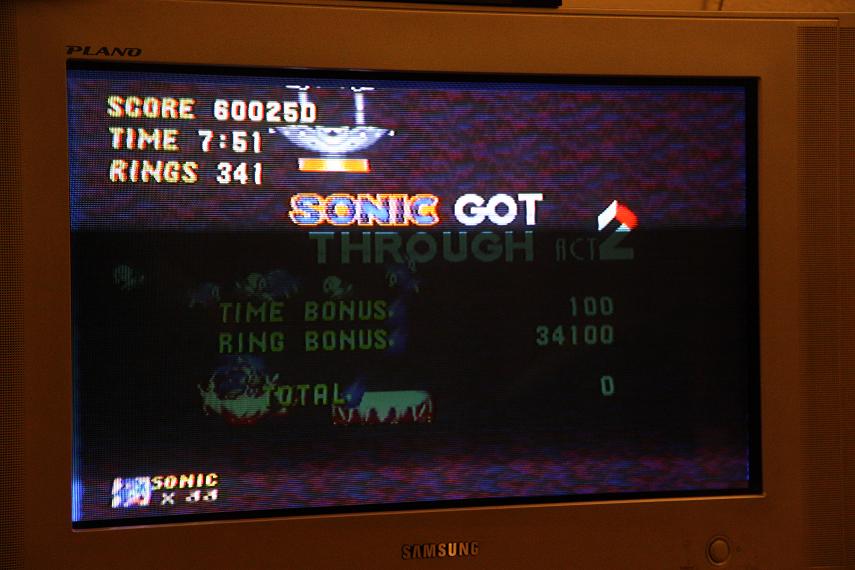 PLANO
SCORE 600250
TIME 7:51
RINGS 341
SONIC GOT
THROUGH ACT 2
TIME BONUS 100
RING BONUS 34100
TOTAL 0
SONIC
SAMSUNG